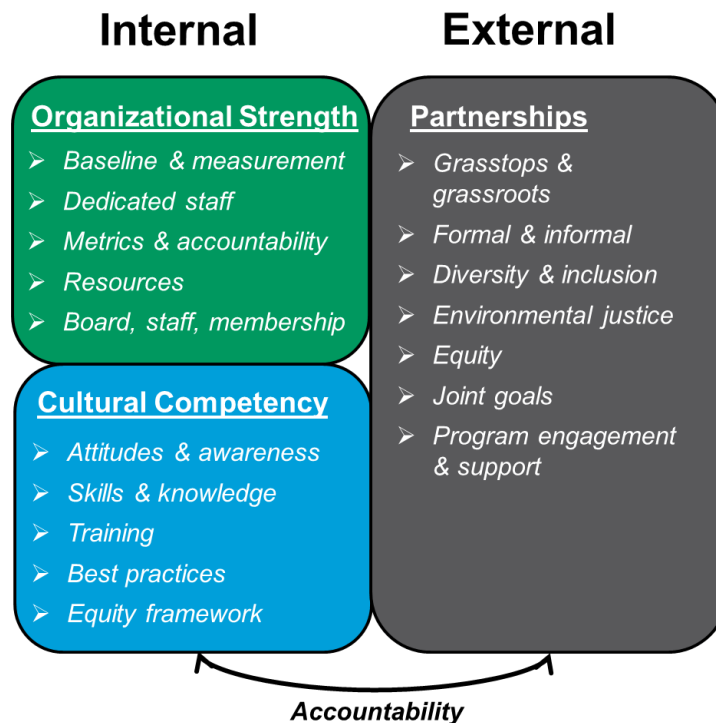 Internal
External
Organizational Strength
➢ Baseline & measurement
➢ Dedicated staff
➢ Metrics & accountability
➢ Resources
➢ Board, staff, membership
Cultural Competency
➢ Attitudes & awareness
➢ Skills & knowledge
➢ Training
➢ Best practices
➢ Equity framework
Partnerships
➢ Grasstops &
grassroots
➢ Formal & informal
➢ Diversity & inclusion
➢ Environmental justice
➢ Equity
➢ Joint goals
➢ Program engagement
& support
Accountability